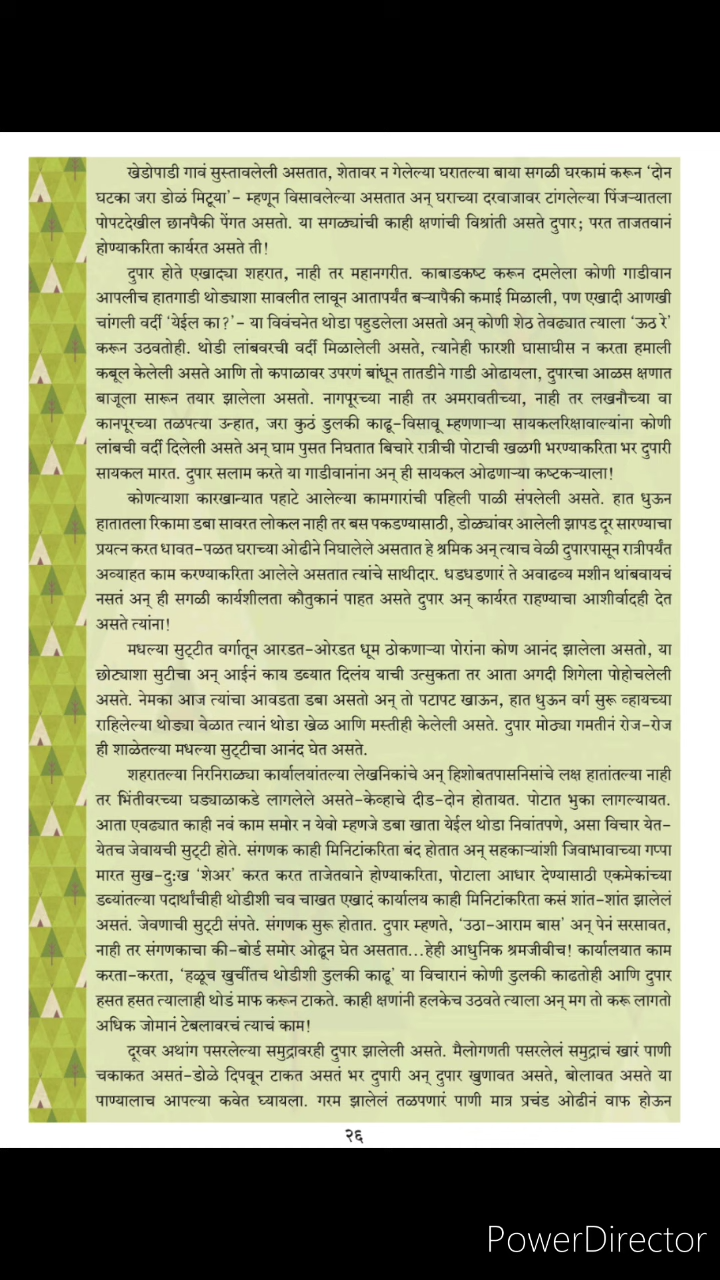 खेडोपाडी गावं सुस्तावलेली असतात, शेतावर न गेलेल्या घरातल्या बाया सगळी घरकामं करून ‘दोन
घटका जरा डोळं मिटूया’- म्हणून विसावलेल्या असतात अन् घराच्या दरवाजावर टांगलेल्या पिंजऱ्यातला
पोपटदेखील छानपैकी पेंगत असतो. या सगळ्यांची काही क्षणांची विश्रांती असते दुपार; परत ताजतवानं
होण्याकरिता कार्यरत असते ती!
दुपार होते एखाद्या शहरात, नाही तर महानगरीत. काबाडकष्ट करून दमलेला कोणी गाडीवान
आपलीच हातगाडी थोड्याशा सावलीत लावून आतापर्यंत बऱ्यापैकी कमाई मिळाली, पण एखादी आणखी
चांगली वर्दी ‘येईल का?’- या विवंचनेत थोडा पहुडलेला असतो अन् कोणी शेठ तेवढ्यात त्याला ‘ऊठ रे’
करून उठवतोही. थोडी लांबवरची वर्दी मिळालेली असते, त्यानेही फारशी घासाघीस न करता हमाली
कबूल केलेली असते आणि तो कपाळावर उपरणं बांधून तातडीने गाडी ओढायला, दुपारचा आळस क्षणात
बाजूला सारून तयार झालेला असतो. नागपूरच्या नाही तर अमरावतीच्या, नाही तर लखनौच्या वा
कानपूरच्या तळपत्या उन्हात, जरा कुठं डुलकी काढू-विसावू म्हणणाऱ्या सायकलरिक्षावाल्यांना कोणी
लांबची वर्दी दिलेली असते अन् घाम पुसत निघतात बिचारे रात्रीची पोटाची खळगी भरण्याकरिता भर दुपारी
सायकल मारत. दुपार सलाम करते या गाडीवानांना अन् ही सायकल ओढणाऱ्या कष्टकऱ्याला!
कोणत्याशा कारखान्यात पहाटे आलेल्या कामगारांची पहिली पाळी संपलेली असते. हात धुऊन
हातातला रिकामा डबा सावरत लोकल नाही तर बस पकडण्यासाठी, डोळ्यांवर आलेली झापड दूर सारण्याचा
प्रयत्न करत धावत-पळत घराच्या ओढीने निघालेले असतात हे श्रमिक अन् त्याच वेळी दुपारपासून रात्रीपर्यंत
अव्याहत काम करण्याकरिता आलेले असतात त्यांचे साथीदार. धडधडणारं ते अवाढव्य मशीन थांबवायचं
नसतं अन् ही सगळी कार्यशीलता कौतुकानं पाहत असते दुपार अन् कार्यरत राहण्याचा आशीर्वादही देत
असते त्यांना!
मधल्या सुट्टीत वर्गातून आरडत-ओरडत धूम ठोकणाऱ्या पोरांना कोण आनंद झालेला असतो, या
छोट्याशा सुटीचा अन् आईनं काय डब्यात दिलंय याची उत्सुकता तर आता अगदी शिगेला पोहोचलेली
असते. नेमका आज त्यांचा आवडता डबा असतो अन् तो पटापट खाऊन, हात धुऊन वर्ग सुरू व्हायच्या
राहिलेल्या थोड्या वेळात त्यानं थोडा खेळ आणि मस्तीही केलेली असते. दुपार मोठ्या गमतीनं रोज-रोज
ही शाळेतल्या मधल्या सुट्टीचा आनंद घेत असते.
शहरातल्या निरनिराळ्या कार्यालयांतल्या लेखनिकांचे अन् हिशोबतपासनिसांचे लक्ष हातांतल्या नाही
तर भिंतीवरच्या घड्याळाकडे लागलेले असते-केव्हाचे दीड-दोन होतायत. पोटात भुका लागल्यायत.
आता एवढ्यात काही नवं काम समोर न येवो म्हणजे डबा खाता येईल थोडा निवांतपणे, असा विचार येत-
येतच जेवायची सुट्टी होते. संगणक काही मिनिटांकरिता बंद होतात अन् सहकाऱ्यांशी जिवाभावाच्या गप्पा
मारत सुख-दुःख ‘शेअर’ करत करत ताजेतवाने होण्याकरिता, पोटाला आधार देण्यासाठी एकमेकांच्या
डब्यांतल्या पदार्थांचीही थोडीशी चव चाखत एखादं कार्यालय काही मिनिटांकरिता कसं शांत-शांत झालेलं
असतं. जेवणाची सुट्टी संपते. संगणक सुरू होतात. दुपार म्हणते, ‘उठा-आराम बास’ अन् पेनं सरसावत,
नाही तर संगणकाचा की-बोर्ड समोर ओढून घेत असतात...हेही आधुनिक श्रमजीवीच! कार्यालयात काम
करता-करता, ‘हळूच खुर्चीतच थोडीशी डुलकी काढू’ या विचारानं कोणी डुलकी काढतोही आणि दुपार
हसत हसत त्यालाही थोडं माफ करून टाकते. काही क्षणांनी हलकेच उठवते त्याला अन् मग तो करू लागतो
अधिक जोमानं टेबलावरचं त्याचं काम!
दूरवर अथांग पसरलेल्या समुद्रावरही दुपार झालेली असते. मैलोगणती पसरलेलं समुद्राचं खारं पाणी
चकाकत असतं-डोळे दिपवून टाकत असतं भर दुपारी अन् दुपार खुणावत असते, बोलावत असते या
पाण्यालाच आपल्या कवेत घ्यायला. गरम झालेलं तळपणारं पाणी मात्र प्रचंड ओढीनं वाफ होऊन
२६
PowerDirector